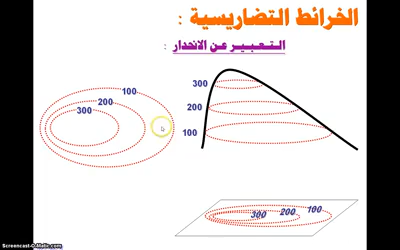 الخرائط التضاريسية :
التعبير عن الانحدار :
100
200
300
300
200
100
300 200 100
Screencast-O-Matic.com